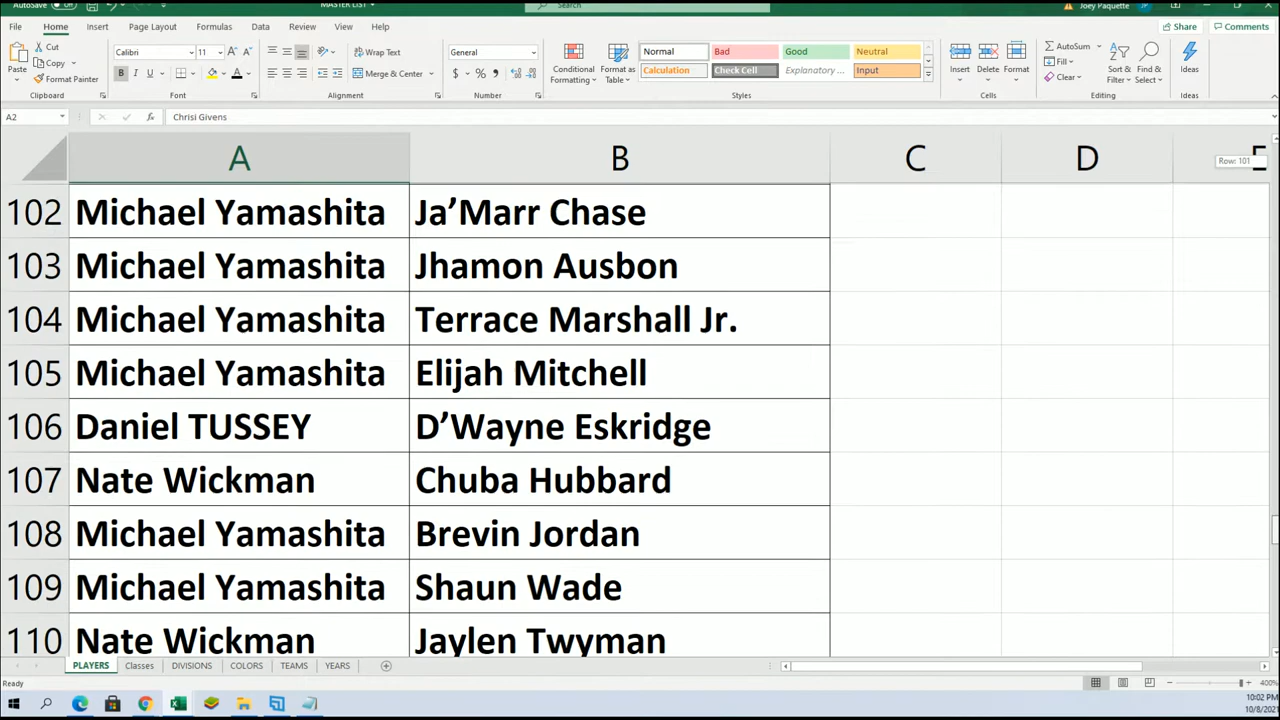 AutoSave Off MASTER LIST Search Joey Paquette
File Home Insert Page Layout Formulas Data Review View Help Share Comments
Paste Cut Copy Format Painter Clipboard
Calibri 11 A A B I U A Font
Wrap Text Merge & Center Alignment
General $ % , Number
Conditional Formatting Format as Table
Normal Bad Good Neutral
Calculation Check Cell Explanatory ... Input
Styles
Insert Delete Format Cells
AutoSum Fill Clear Sort & Filter Find & Select Editing
Ideas Ideas
A2 fx Chrisi Givens
A B C D E
Row: 101
102 Michael Yamashita Ja’Marr Chase
103 Michael Yamashita Jhamon Ausbon
104 Michael Yamashita Terrace Marshall Jr.
105 Michael Yamashita Elijah Mitchell
106 Daniel TUSSEY D’Wayne Eskridge
107 Nate Wickman Chuba Hubbard
108 Michael Yamashita Brevin Jordan
109 Michael Yamashita Shaun Wade
110 Nate Wickman Jaylen Twyman
PLAYERS Classes DIVISIONS COLORS TEAMS YEARS
Ready 400%
10:02 PM
10/8/2021